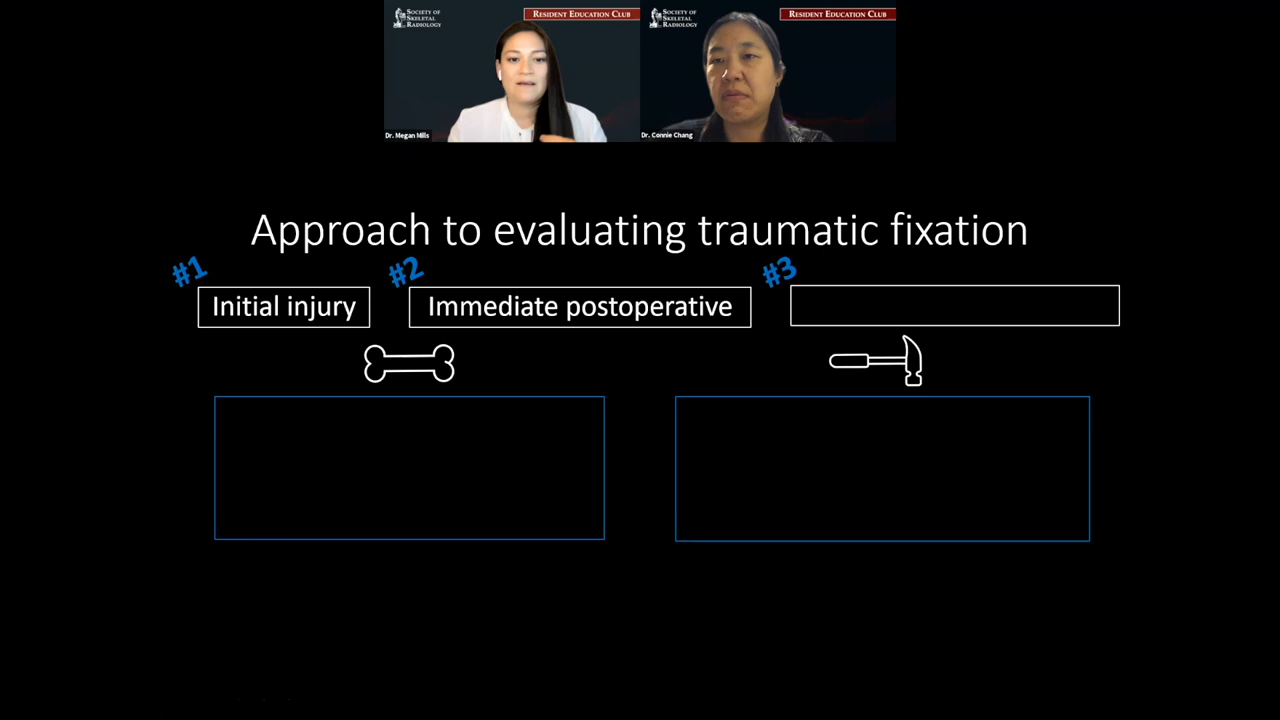 SOCIETY OF
SKELETAL
RADIOLOGY
RESIDENT EDUCATION CLUB
Dr. Megan Mills
SOCIETY OF
SKELETAL
RADIOLOGY
RESIDENT EDUCATION CLUB
Dr. Connie Chang
Approach to evaluating traumatic fixation
#1
Initial injury
#2
Immediate postoperative
#3